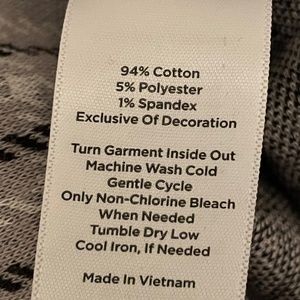 94% Cotton
5% Polyester
1% Spandex
Exclusive Of Decoration
Turn Garment Inside Out
Machine Wash Cold
Gentle Cycle
Only Non-Chlorine Bleach
When Needed
Tumble Dry Low
Cool Iron, If Needed
Made In Vietnam